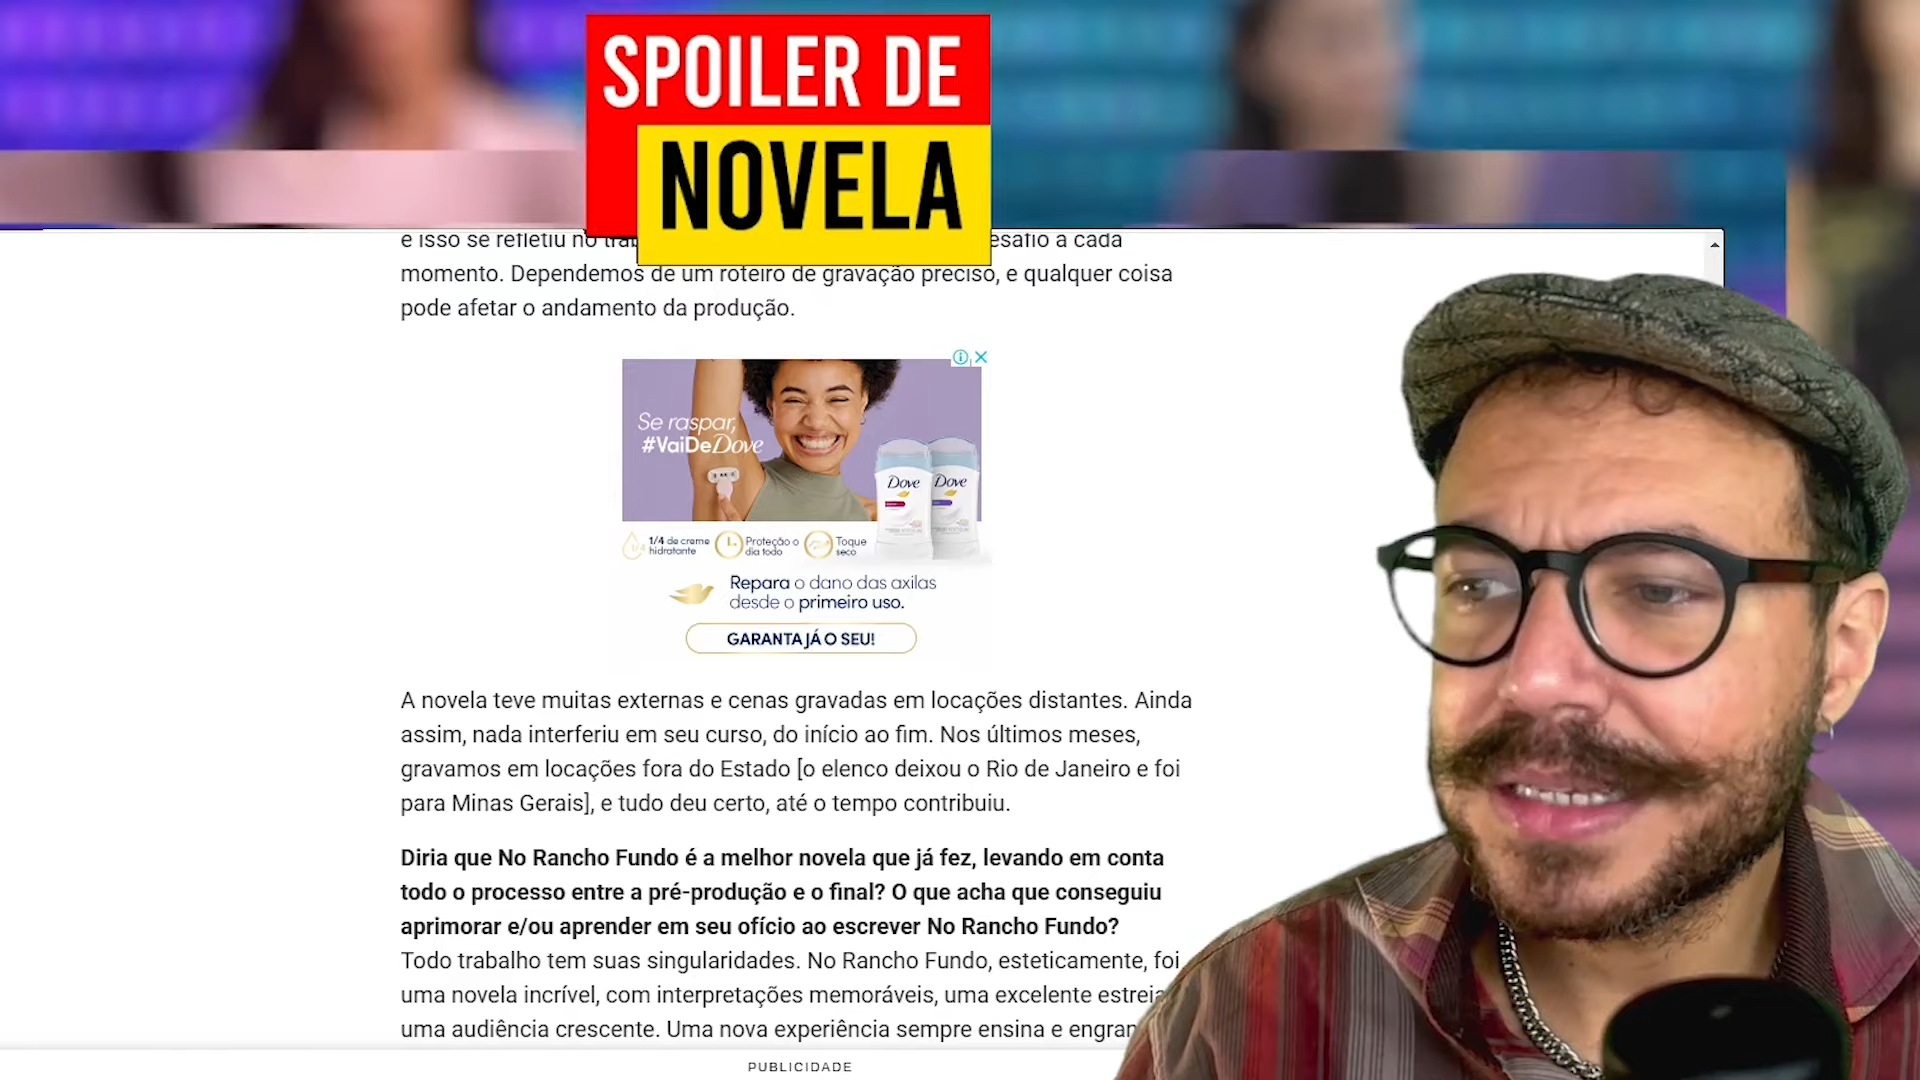 SPOILER DE
NOVELA
e isso se refletiu no
esafio a cada
momento. Dependemos de um roteiro de gravação preciso, e qualquer coisa
pode afetar o andamento da produção.
Se raspar,
#VaiDeDove
Dove
Dove
1/4 de creme
hidratante
Proteção o
dia todo
Toque
seco
Repara o dano das axilas
desde o primeiro uso.
GARANTA JÁ O SEU!
A novela teve muitas externas e cenas gravadas em locações distantes. Ainda
assim, nada interferiu em seu curso, do início ao fim. Nos últimos meses,
gravamos em locações fora do Estado [o elenco deixou o Rio de Janeiro e foi
para Minas Gerais], e tudo deu certo, até o tempo contribuiu.
Diria que No Rancho Fundo é a melhor novela que já fez, levando em conta
todo o processo entre a pré-produção e o final? O que acha que conseguiu
aprimorar e/ou aprender em seu ofício ao escrever No Rancho Fundo?
Todo trabalho tem suas singularidades. No Rancho Fundo, esteticamente, foi
uma novela incrível, com interpretações memoráveis, uma excelente estreia
uma audiência crescente. Uma nova experiência sempre ensina e engran
PUBLICIDADE